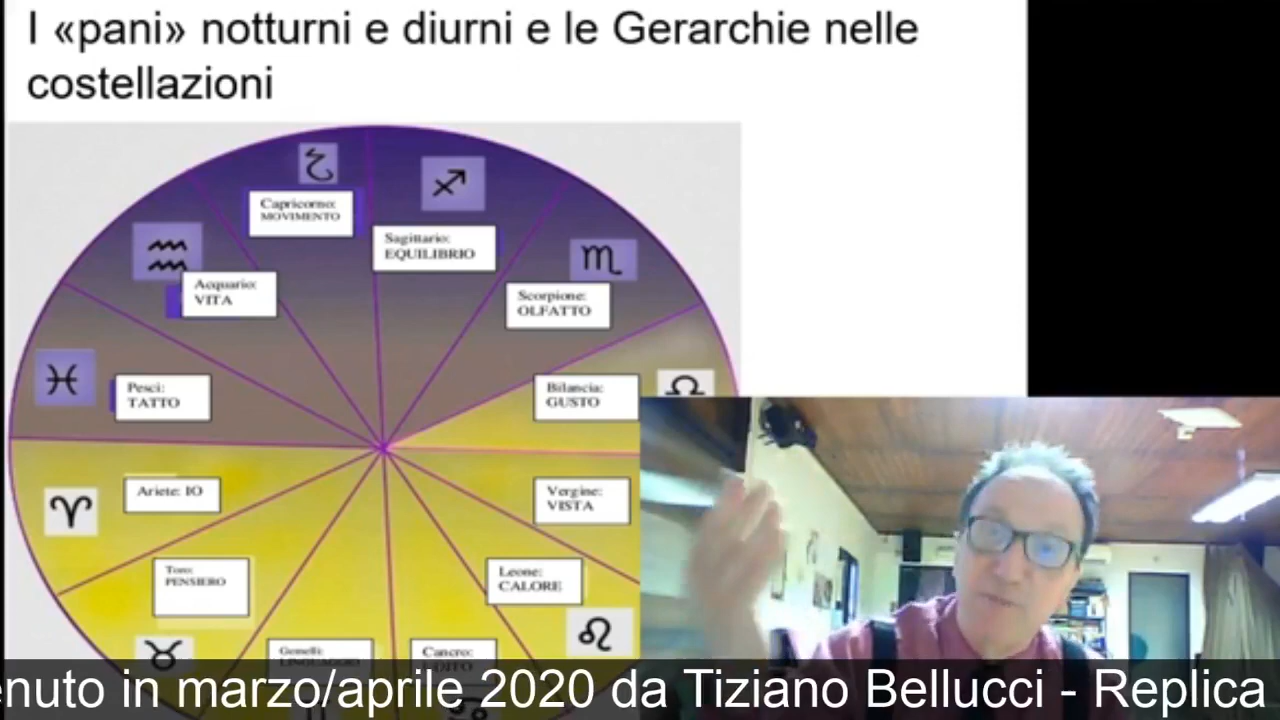 I «pani» notturni e diurni e le Gerarchie nelle
costellazioni
Capricorno:
MOVIMENTO
Sagittario:
EQUILIBRIO
Acquario:
VITA
Scorpione:
OLFATTO
Pesci:
TATTO
Bilancia:
GUSTO
Ariete: IO
Vergine:
VISTA
Toro:
PENSIERO
Leone:
CALORE
Gemelli:
LINGUAGGIO
Cancro:
UDITO
enuto in marzo/aprile 2020 da Tiziano Bellucci - Replica